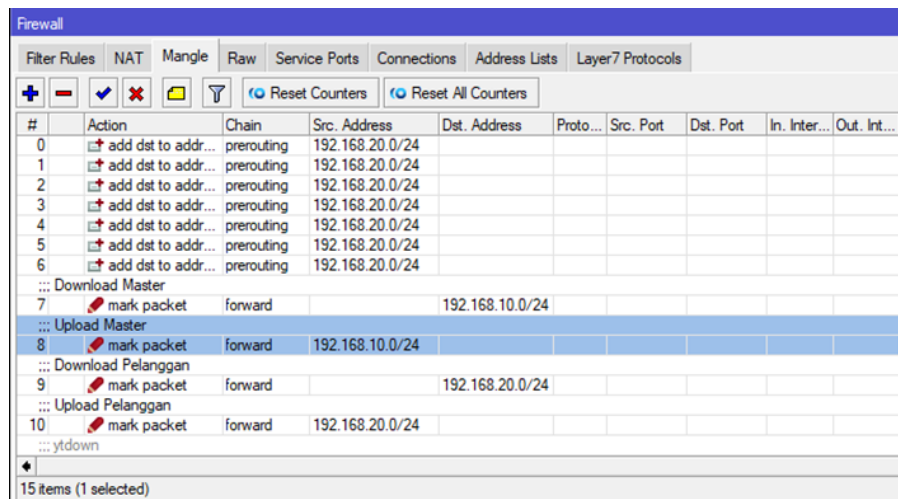 Firewall
Filter Rules NAT Mangle Raw Service Ports Connections Address Lists Layer7 Protocols
Reset Counters Reset All Counters
# Action Chain Src. Address Dst. Address Proto... Src. Port Dst. Port In. Inter... Out. Int...
0 add dst to addr... prerouting 192.168.20.0/24
1 add dst to addr... prerouting 192.168.20.0/24
2 add dst to addr... prerouting 192.168.20.0/24
3 add dst to addr... prerouting 192.168.20.0/24
4 add dst to addr... prerouting 192.168.20.0/24
5 add dst to addr... prerouting 192.168.20.0/24
6 add dst to addr... prerouting 192.168.20.0/24
::: Download Master
7 mark packet forward 192.168.10.0/24
::: Upload Master
8 mark packet forward 192.168.10.0/24
::: Download Pelanggan
9 mark packet forward 192.168.20.0/24
::: Upload Pelanggan
10 mark packet forward 192.168.20.0/24
::: ytdown
15 items (1 selected)